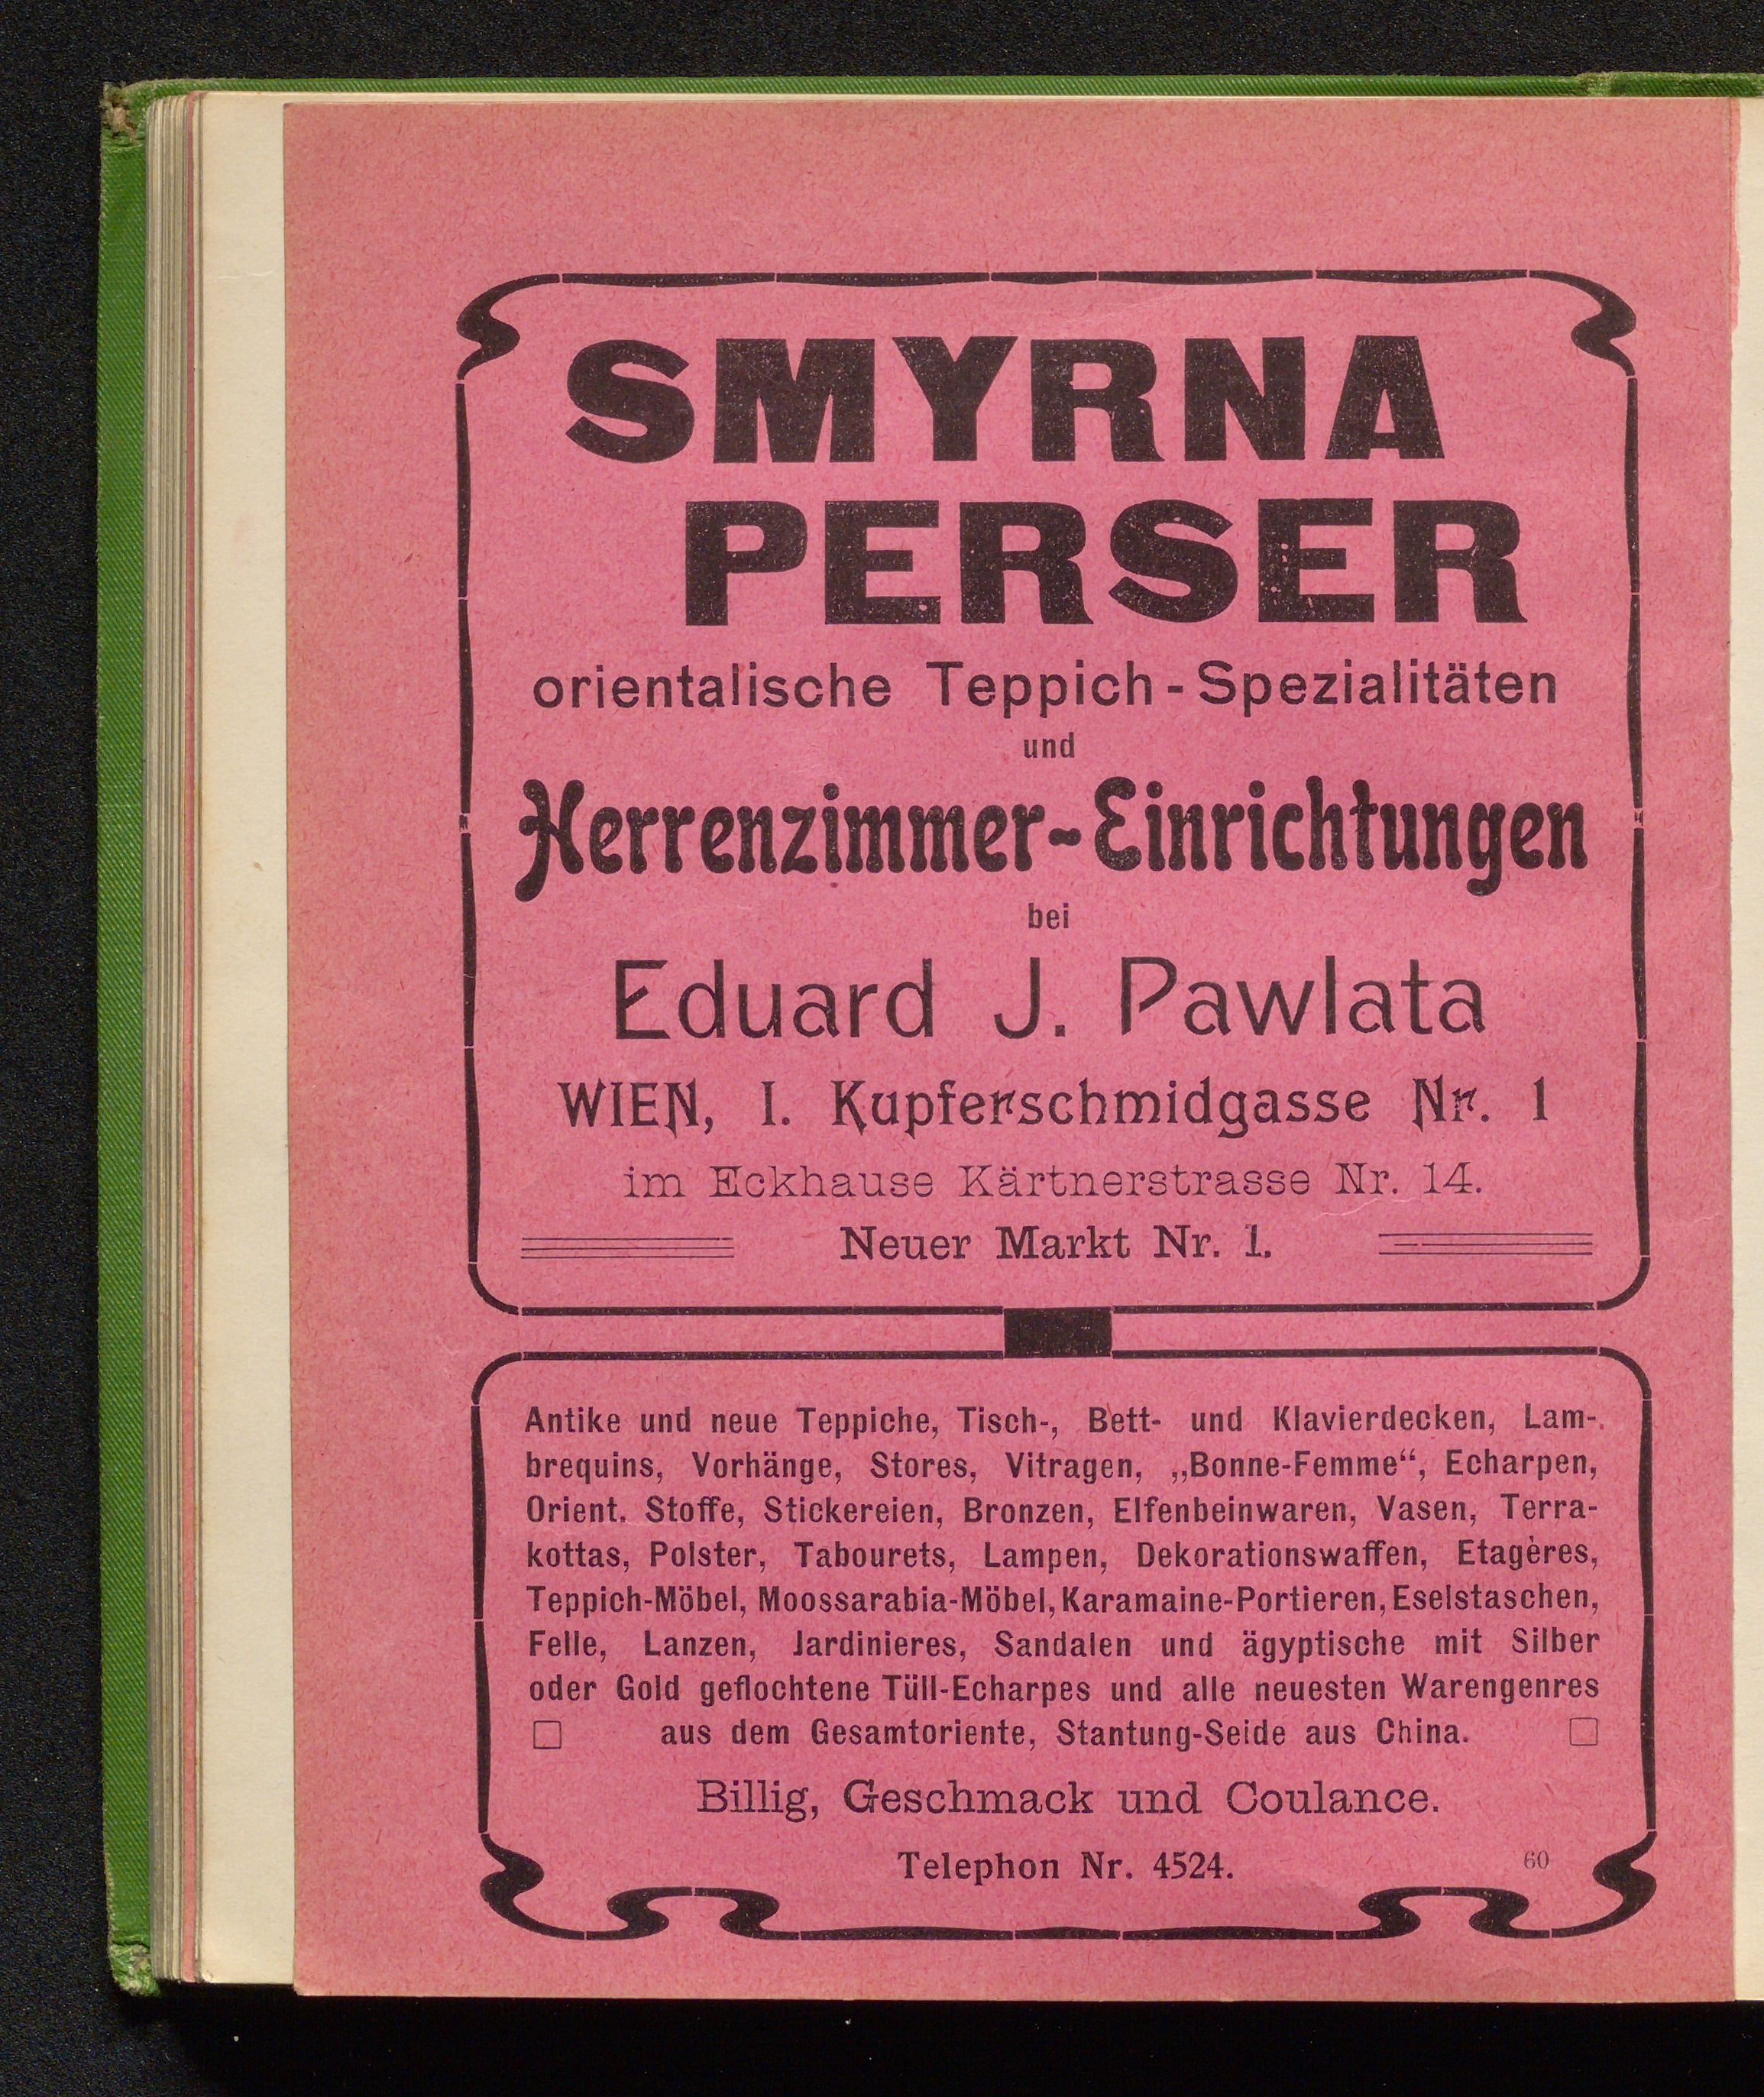 SMYRNA
PERSER
orientalische Teppich-Spezialitäten
und
Herrenzimmer-Einrichtungen
bei
Eduard J. Pawlata
WIEN, I. Kupferschmidgasse Nr. 1
im Eckhause Kärtnerstrasse Nr. 14.
Neuer Markt Nr. 1.
Antike und neue Teppiche, Tisch-, Bett- und Klavierdecken, Lam-
brequins, Vorhänge, Stores, Vitragen, „Bonne-Femme“, Echarpen,
Orient. Stoffe, Stickereien, Bronzen, Elfenbeinwaren, Vasen, Terra-
kottas, Polster, Tabourets, Lampen, Dekorationswaffen, Etagères,
Teppich-Möbel, Moossarabia-Möbel, Karamaine-Portieren, Eselstaschen,
Felle, Lanzen, Jardinieres, Sandalen und ägyptische mit Silber
oder Gold geflochtene Tüll-Echarpes und alle neuesten Warengenres
aus dem Gesamtoriente, Stantung-Seide aus China.
Billig, Geschmack und Coulance.
Telephon Nr. 4524.
60